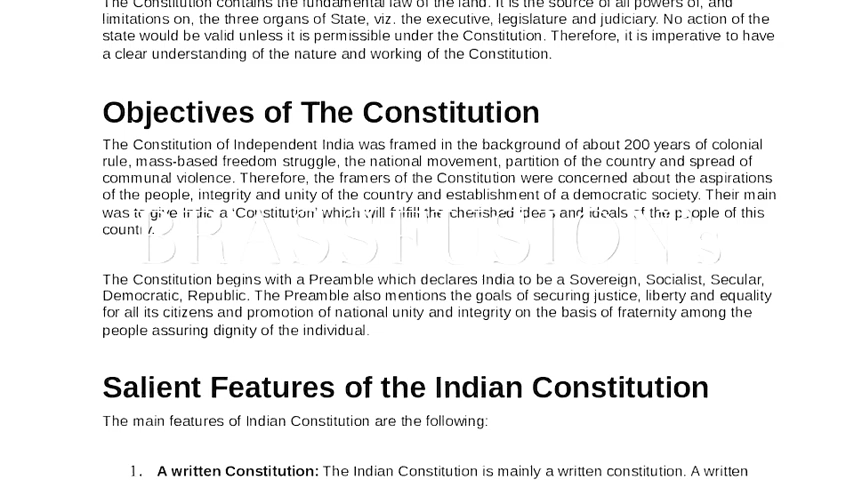 The Constitution contains the fundamental law of the land. It is the source of all powers of, and
limitations on, the three organs of State, viz. the executive, legislature and judiciary. No action of the
state would be valid unless it is permissible under the Constitution. Therefore, it is imperative to have
a clear understanding of the nature and working of the Constitution.
Objectives of The Constitution
The Constitution of Independent India was framed in the background of about 200 years of colonial
rule, mass-based freedom struggle, the national movement, partition of the country and spread of
communal violence. Therefore, the framers of the Constitution were concerned about the aspirations
of the people, integrity and unity of the country and establishment of a democratic society. Their main
was to give India a 'Constitution' which will fulfill the cherished ideas and ideals of the people of this
country.
BRASSFUSION's
The Constitution begins with a Preamble which declares India to be a Sovereign, Socialist, Secular,
Democratic, Republic. The Preamble also mentions the goals of securing justice, liberty and equality
for all its citizens and promotion of national unity and integrity on the basis of fraternity among the
people assuring dignity of the individual.
Salient Features of the Indian Constitution
The main features of Indian Constitution are the following:
1. A written Constitution: The Indian Constitution is mainly a written constitution. A written